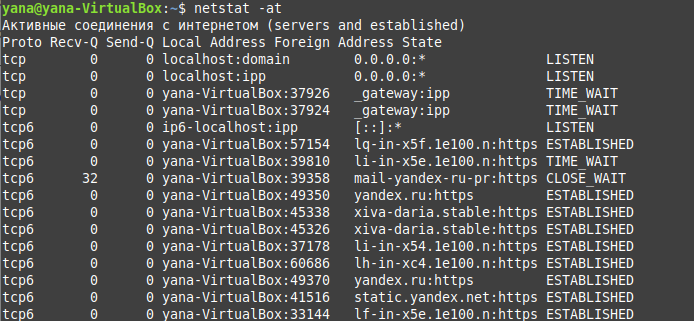 yana@yana-VirtualBox:~$ netstat -at
Активные соединения с интернетом (servers and established)
Proto Recv-Q Send-Q Local Address Foreign Address State
tcp 0 0 localhost:domain 0.0.0.0:* LISTEN
tcp 0 0 localhost:ipp 0.0.0.0:* LISTEN
tcp 0 0 yana-VirtualBox:37926 _gateway:ipp TIME_WAIT
tcp 0 0 yana-VirtualBox:37924 _gateway:ipp TIME_WAIT
tcp6 0 0 ip6-localhost:ipp [::]:* LISTEN
tcp6 0 0 yana-VirtualBox:57154 lq-in-x5f.1e100.n:https ESTABLISHED
tcp6 0 0 yana-VirtualBox:39810 li-in-x5e.1e100.n:https TIME_WAIT
tcp6 32 0 yana-VirtualBox:39358 mail-yandex-ru-pr:https CLOSE_WAIT
tcp6 0 0 yana-VirtualBox:49350 yandex.ru:https ESTABLISHED
tcp6 0 0 yana-VirtualBox:45338 xiva-daria.stable:https ESTABLISHED
tcp6 0 0 yana-VirtualBox:45326 xiva-daria.stable:https ESTABLISHED
tcp6 0 0 yana-VirtualBox:37178 li-in-x54.1e100.n:https ESTABLISHED
tcp6 0 0 yana-VirtualBox:60686 lh-in-xc4.1e100.n:https ESTABLISHED
tcp6 0 0 yana-VirtualBox:49370 yandex.ru:https ESTABLISHED
tcp6 0 0 yana-VirtualBox:41516 static.yandex.net:https ESTABLISHED
tcp6 0 0 yana-VirtualBox:33144 lf-in-x5e.1e100.n:https ESTABLISHED